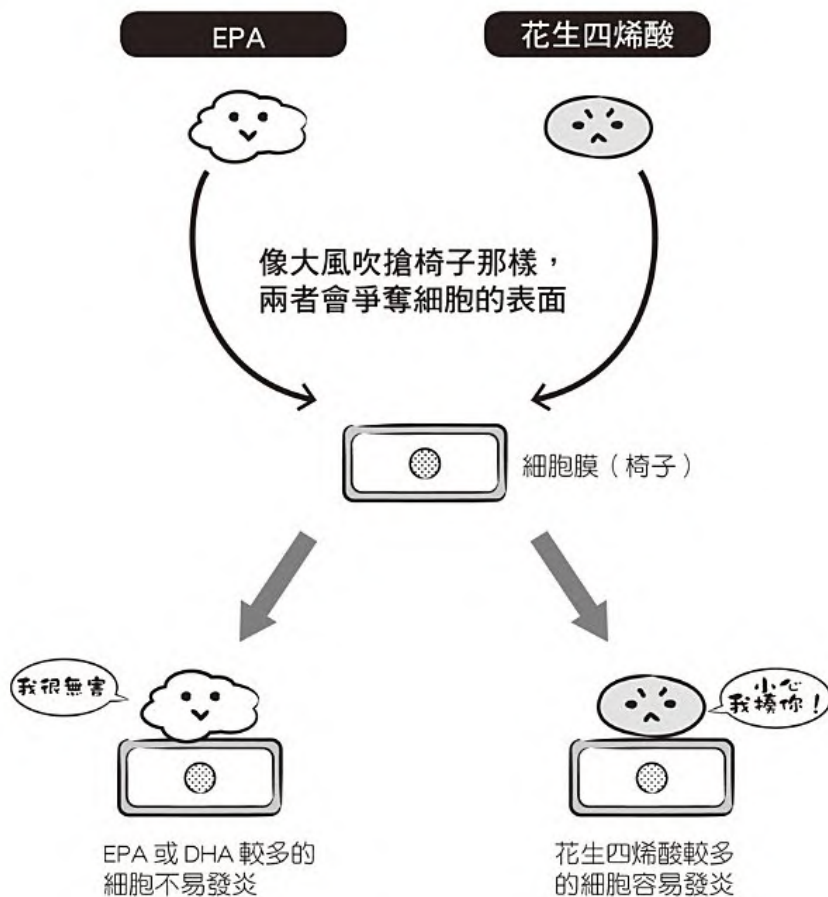 EPA
花生四烯酸
像大風吹搶椅子那樣，
兩者會爭奪細胞的表面
細胞膜（椅子）
我很無害
小心
我揍你！
EPA 或 DHA 較多的
細胞不易發炎
花生四烯酸較多
的細胞容易發炎